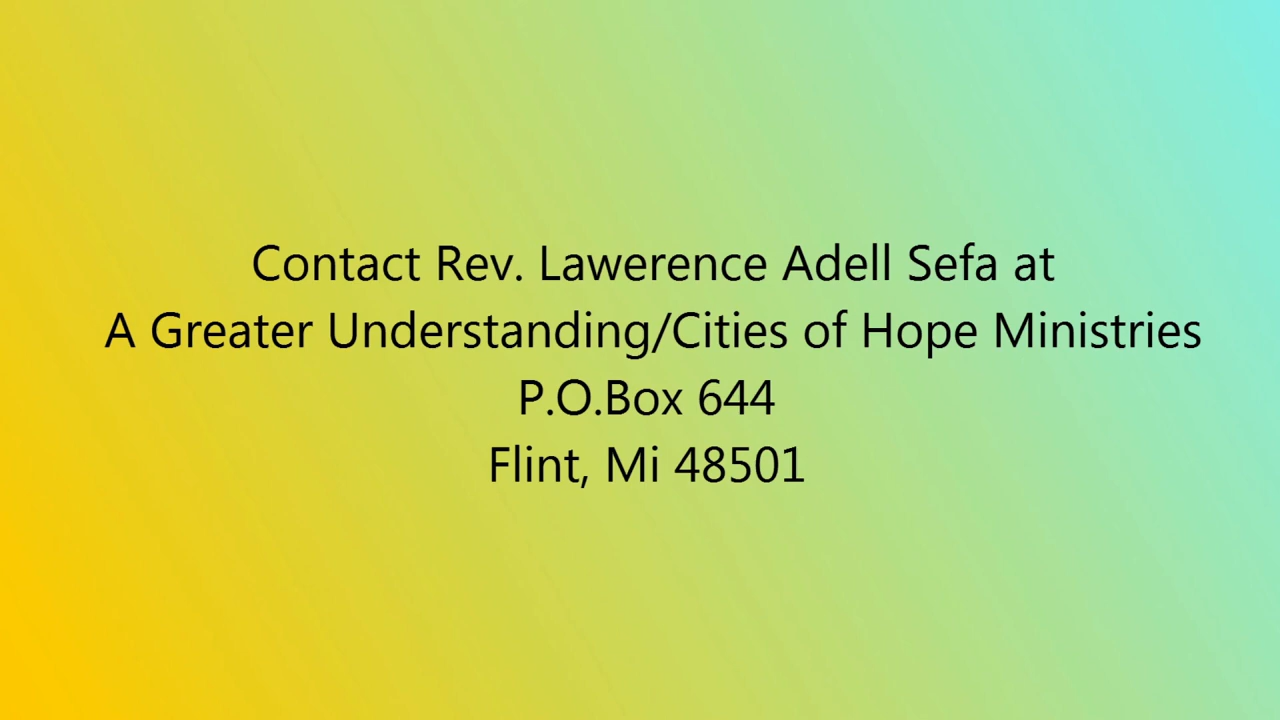 Contact Rev. Lawerence Adell Sefa at
A Greater Understanding/Cities of Hope Ministries
P.O.Box 644
Flint, Mi 48501